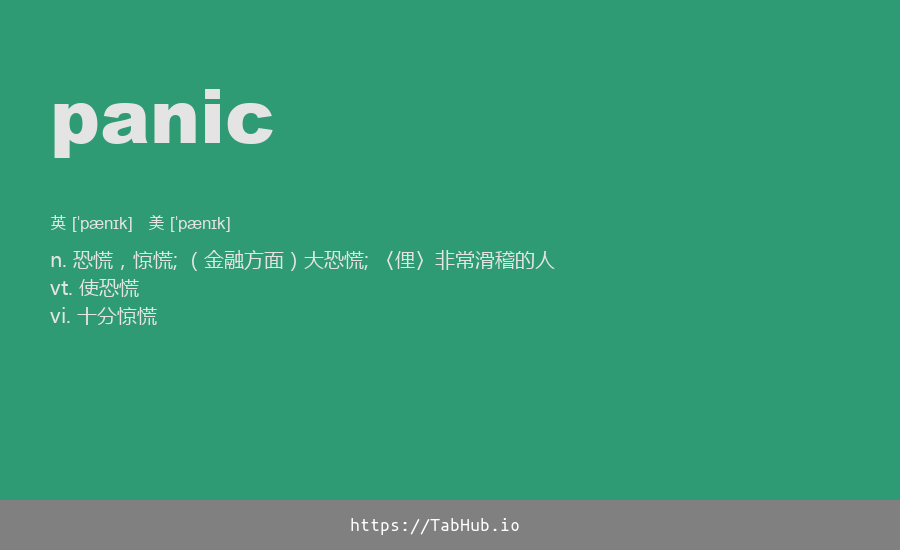 panic
英 ['pænɪk] 美 ['pænɪk]
n. 恐慌，惊慌; （金融方面）大恐慌; 〈俚〉非常滑稽的人
vt. 使恐慌
vi. 十分惊慌
https://TabHub.io